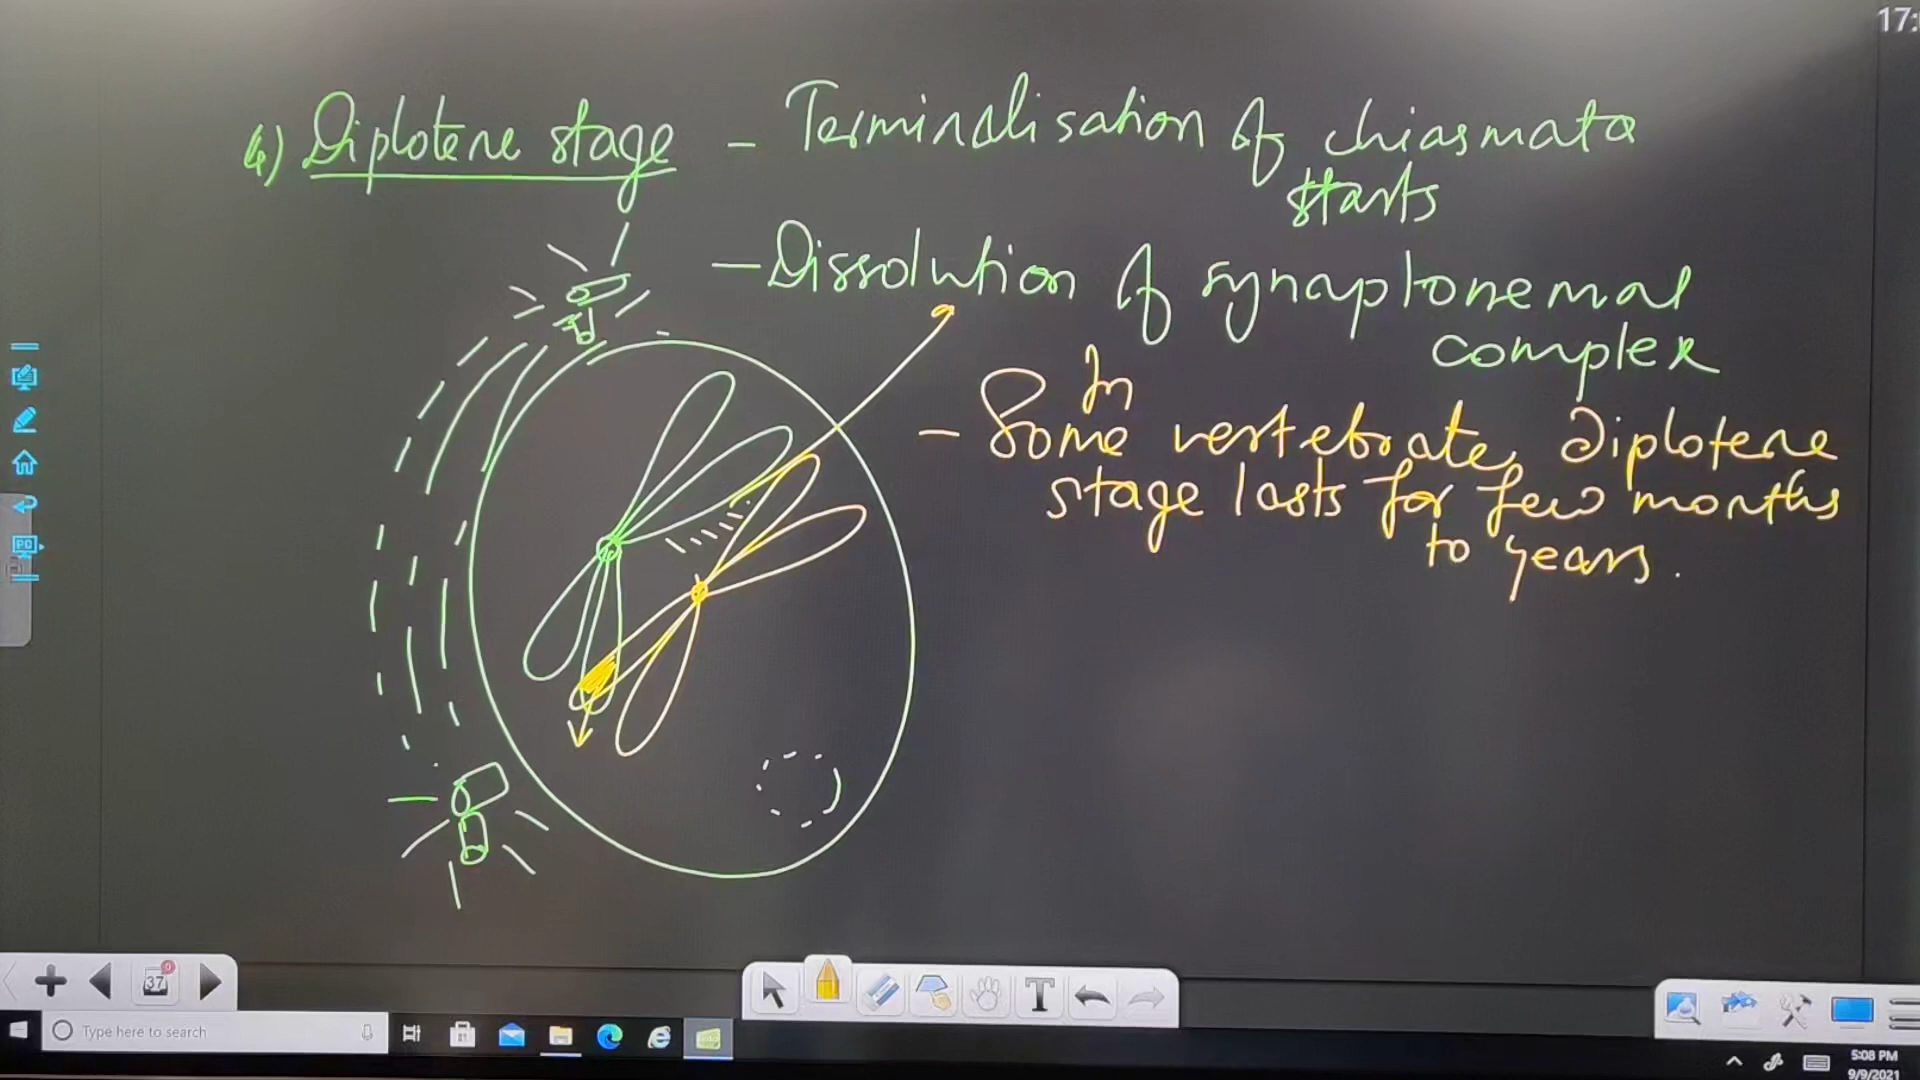 17:
4) Diplotene stage - Terminalisation of chiasmata
starts
- Dissolution of synaptonemal
complex
In
- Some vertebrate, diplotene
stage lasts for few months
to years.
37
T
Type here to search
5:08 PM
9/9/2021